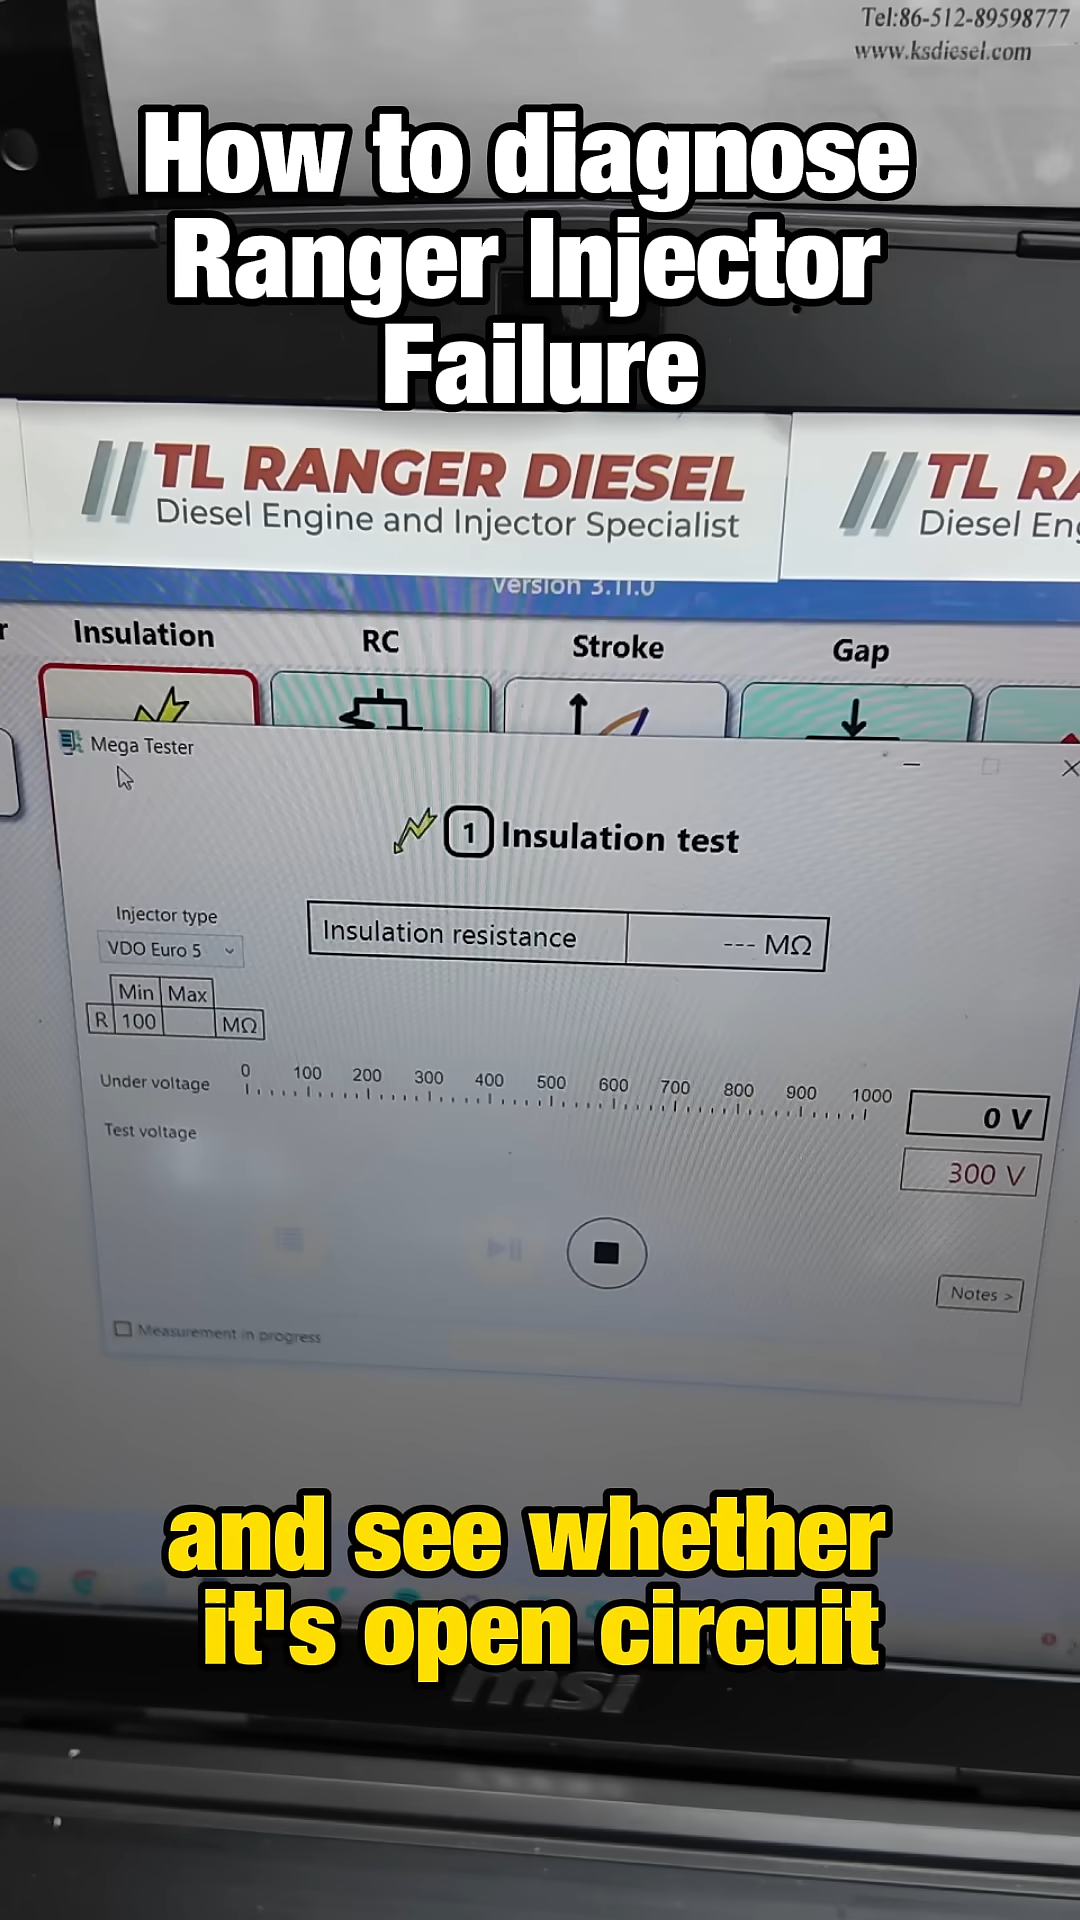 Tel:86-512-89598777
www.ksdiesel.com
How to diagnose
Ranger Injector
Failure
TL RANGER DIESEL
Diesel Engine and Injector Specialist
TL RA
Diesel Eng
Version 3.11.0
r
Insulation
RC
Stroke
Gap
Mega Tester
1 Insulation test
Injector type
VDO Euro 5
Insulation resistance
--- MΩ
Min Max
R 100 MΩ
Under voltage
0 100 200 300 400 500 600 700 800 900 1000
0 V
Test voltage
300 V
Notes >
Measurement in progress
and see whether
it's open circuit
msi